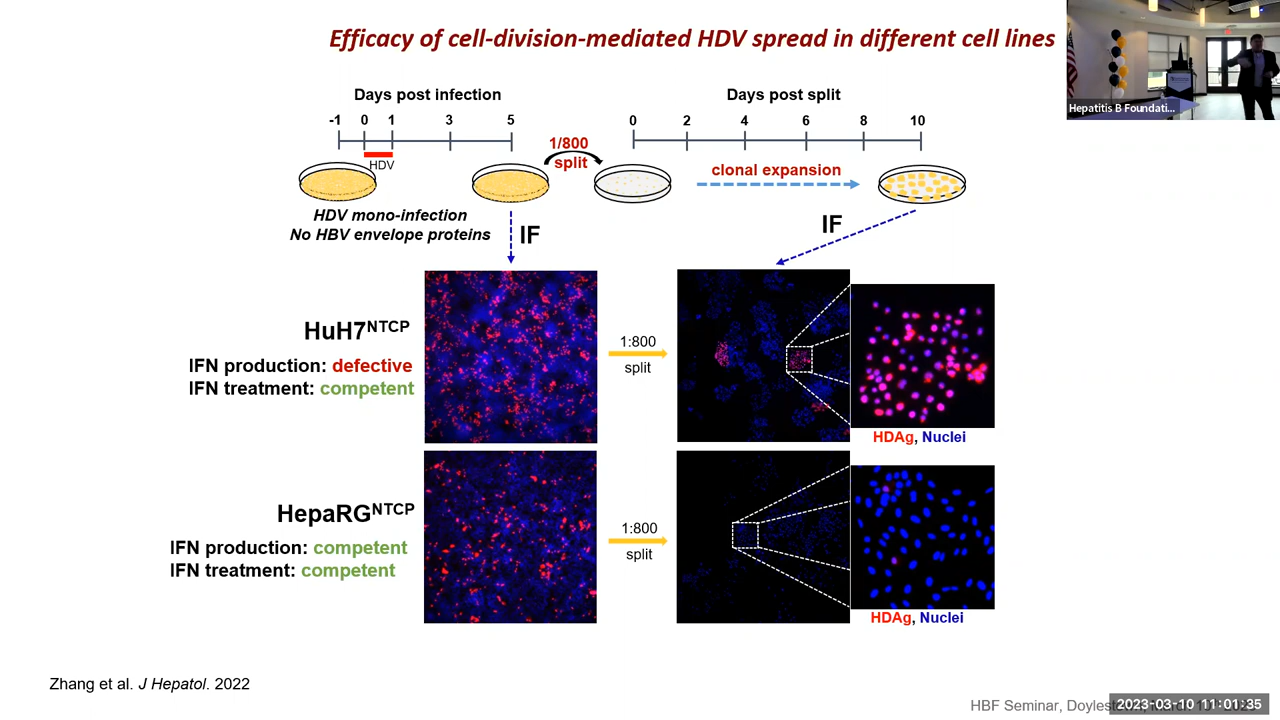 Efficacy of cell-division-mediated HDV spread in different cell lines
Hepatitis B Foundati...
Days post infection
-1 0 1 3 5
HDV
1/800
split
Days post split
0 2 4 6 8 10
clonal expansion
HDV mono-infection
No HBV envelope proteins
IF
IF
HuH7NTCP
IFN production: defective
IFN treatment: competent
1:800
split
HDAg, Nuclei
HepaRGNTCP
IFN production: competent
IFN treatment: competent
1:800
split
HDAg, Nuclei
Zhang et al. J Hepatol. 2022
HBF Seminar,
2023-03-10 11:01:35